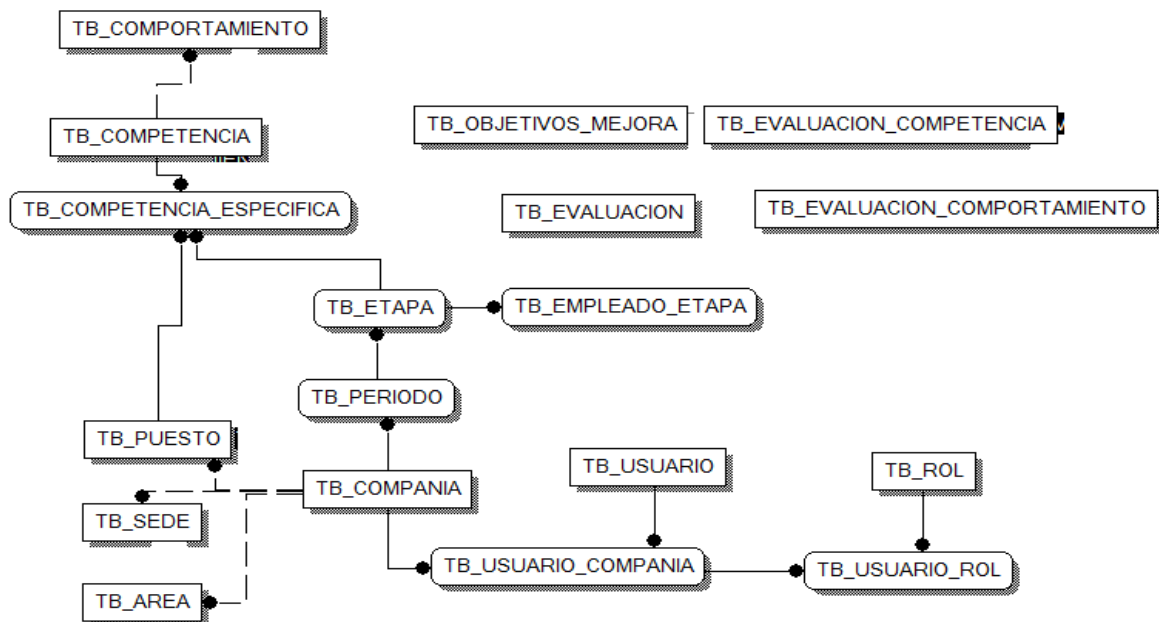 TB_COMPORTAMIENTO
TB_COMPETENCIA
TB_OBJETIVOS_MEJORA
TB_EVALUACION_COMPETENCIA
TB_COMPETENCIA_ESPECIFICA
TB_EVALUACION
TB_EVALUACION_COMPORTAMIENTO
TB_ETAPA
TB_EMPLEADO_ETAPA
TB_PERIODO
TB_PUESTO
TB_USUARIO
TB_ROL
TB_COMPANIA
TB_SEDE
TB_USUARIO_COMPANIA
TB_USUARIO_ROL
TB_AREA